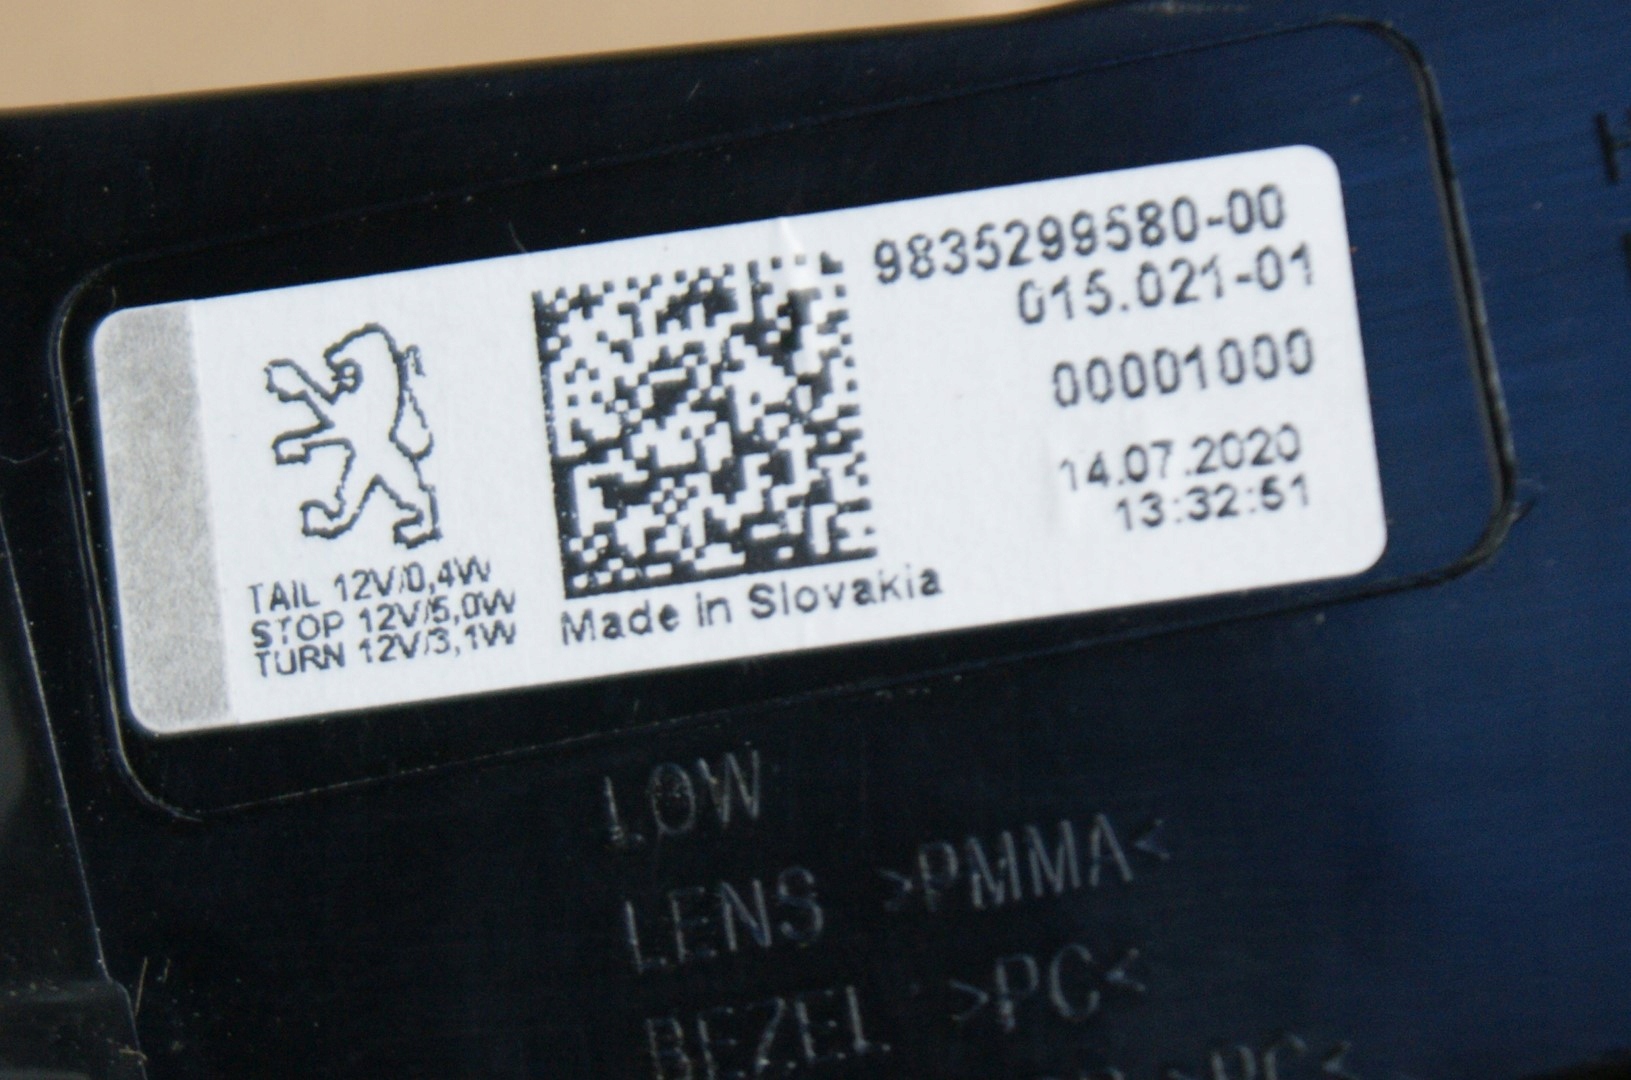 9835299580-00
015.021-01
00001000
14.07.2020
13:32:51
TAIL 12V/0,4W
STOP 12V/5,0W
TURN 12V/3,1W
Made in Slovakia
LOW
LENS >PMMA<
BEZEL >PC<
>PC<